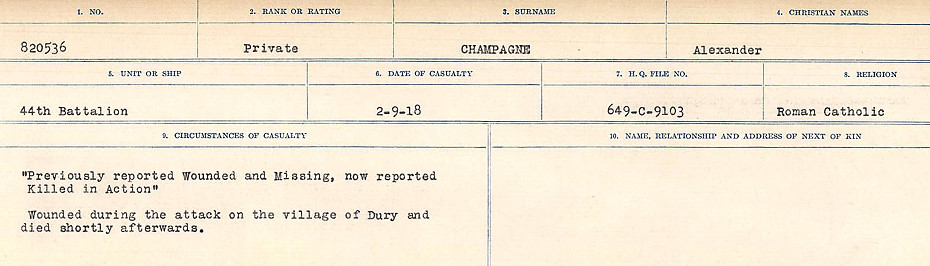 1. NO.
2. RANK OR RATING
3. SURNAME
4. CHRISTIAN NAMES
820536
Private
CHAMPAGNE
Alexander
5. UNIT OR SHIP
6. DATE OF CASUALTY
7. H.Q. FILE NO.
8. RELIGION
44th Battalion
2-9-18
649-C-9103
Roman Catholic
9. CIRCUMSTANCES OF CASUALTY
10. NAME, RELATIONSHIP AND ADDRESS OF NEXT OF KIN
"Previously reported Wounded and Missing, now reported
Killed in Action"
Wounded during the attack on the village of Dury and
died shortly afterwards.